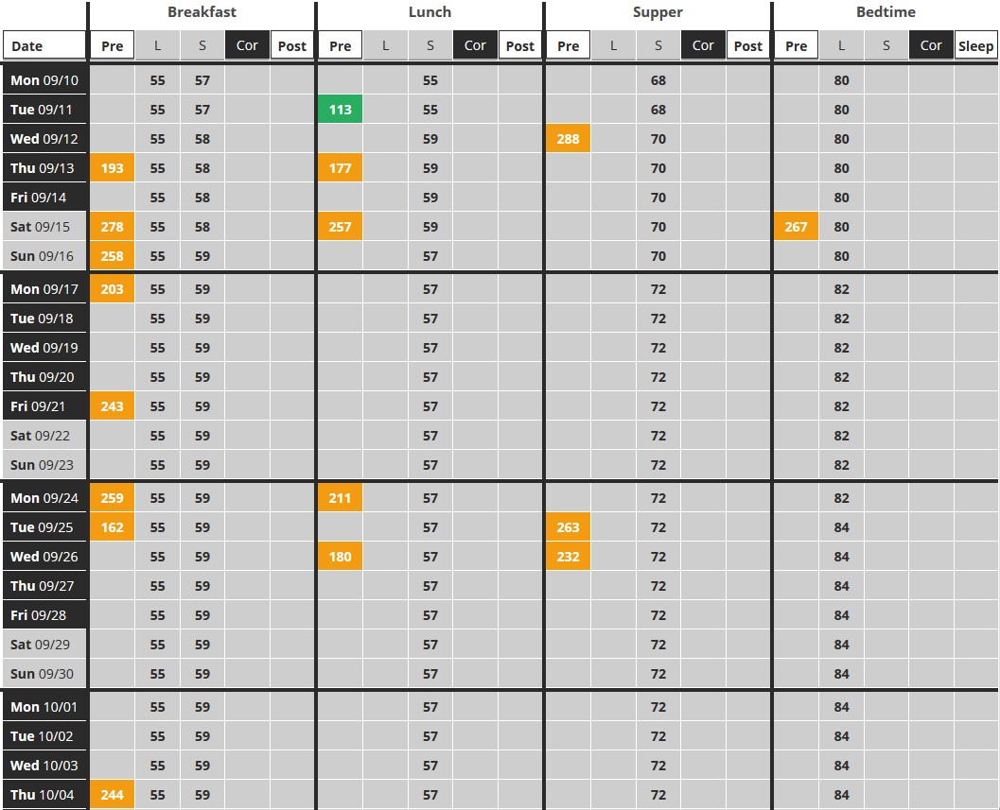 Breakfast Lunch Supper Bedtime
Date Pre L S Cor Post Pre L S Cor Post Pre L S Cor Post Pre L S Cor Sleep
Mon 09/10 55 57 55 68 80
Tue 09/11 55 57 113 55 68 80
Wed 09/12 55 58 59 288 70 80
Thu 09/13 193 55 58 177 59 70 80
Fri 09/14 55 58 59 70 80
Sat 09/15 278 55 58 257 59 70 267 80
Sun 09/16 258 55 59 57 70 80
Mon 09/17 203 55 59 57 72 82
Tue 09/18 55 59 57 72 82
Wed 09/19 55 59 57 72 82
Thu 09/20 55 59 57 72 82
Fri 09/21 243 55 59 57 72 82
Sat 09/22 55 59 57 72 82
Sun 09/23 55 59 57 72 82
Mon 09/24 259 55 59 211 57 72 82
Tue 09/25 162 55 59 57 263 72 84
Wed 09/26 55 59 180 57 232 72 84
Thu 09/27 55 59 57 72 84
Fri 09/28 55 59 57 72 84
Sat 09/29 55 59 57 72 84
Sun 09/30 55 59 57 72 84
Mon 10/01 55 59 57 72 84
Tue 10/02 55 59 57 72 84
Wed 10/03 55 59 57 72 84
Thu 10/04 244 55 59 57 72 84